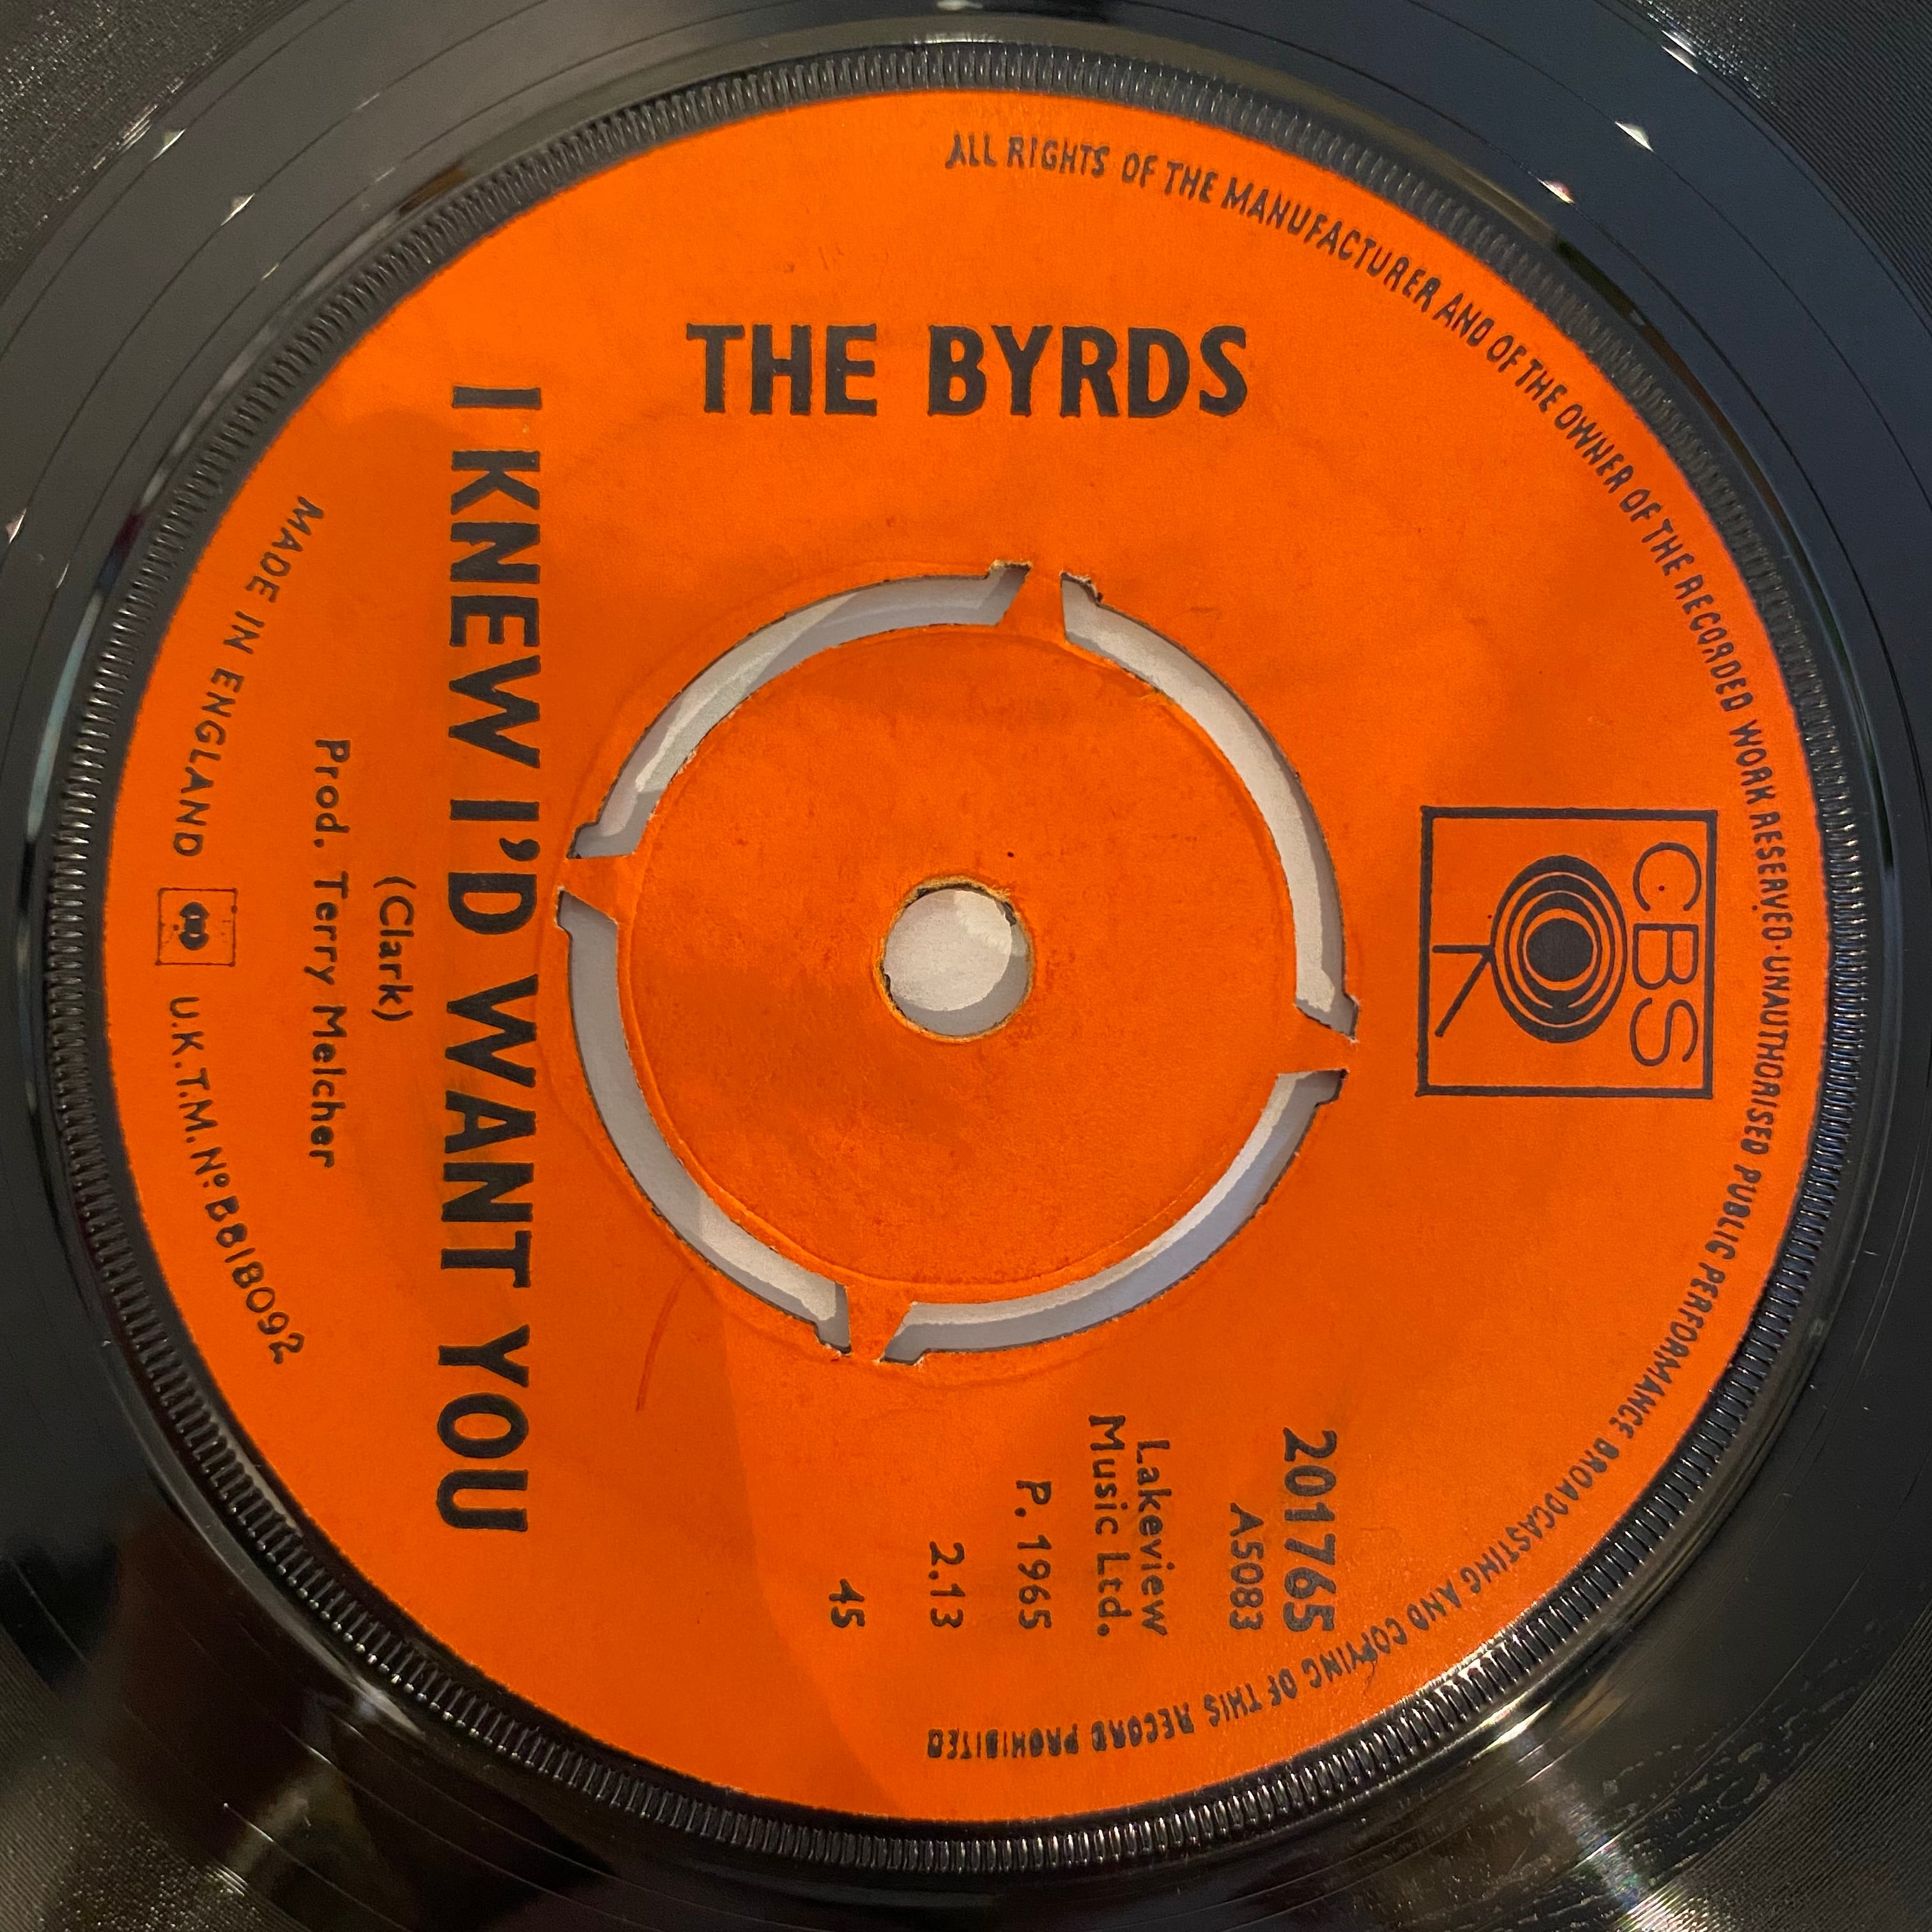 ALL RIGHTS OF THE MANUFACTURER AND OF THE OWNER OF THE RECORDED WORK RESERVED·UNAUTHORISED PUBLIC PERFORMANCE BROADCASTING AND COPYING OF THIS RECORD PROHIBITED
CBS
THE BYRDS
201765
A5083
Lakeview
Music Ltd.
P.1965
2.13
45
I KNEW I'D WANT YOU
(Clark)
Prod. Terry Melcher
MADE IN ENGLAND
U.K.T.M.Nº B818092